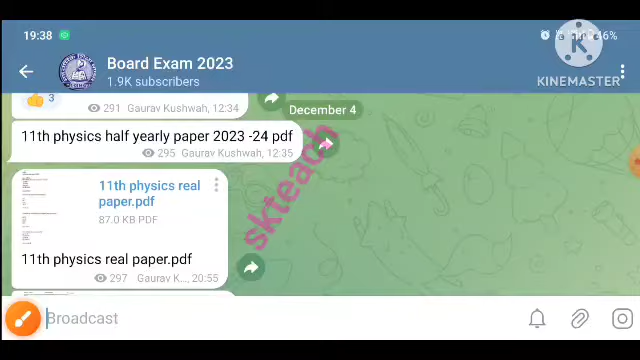 19:38
46%
KINEMASTER
Board Exam 2023
1.9K subscribers
3
291 Gaurav Kushwah, 12:34
December 4
11th physics half yearly paper 2023 -24 pdf
295 Gaurav Kushwah, 12:35
skteach
11th physics real
paper.pdf
87.0 KB PDF
11th physics real paper.pdf
297 Gaurav K..., 20:55
Broadcast